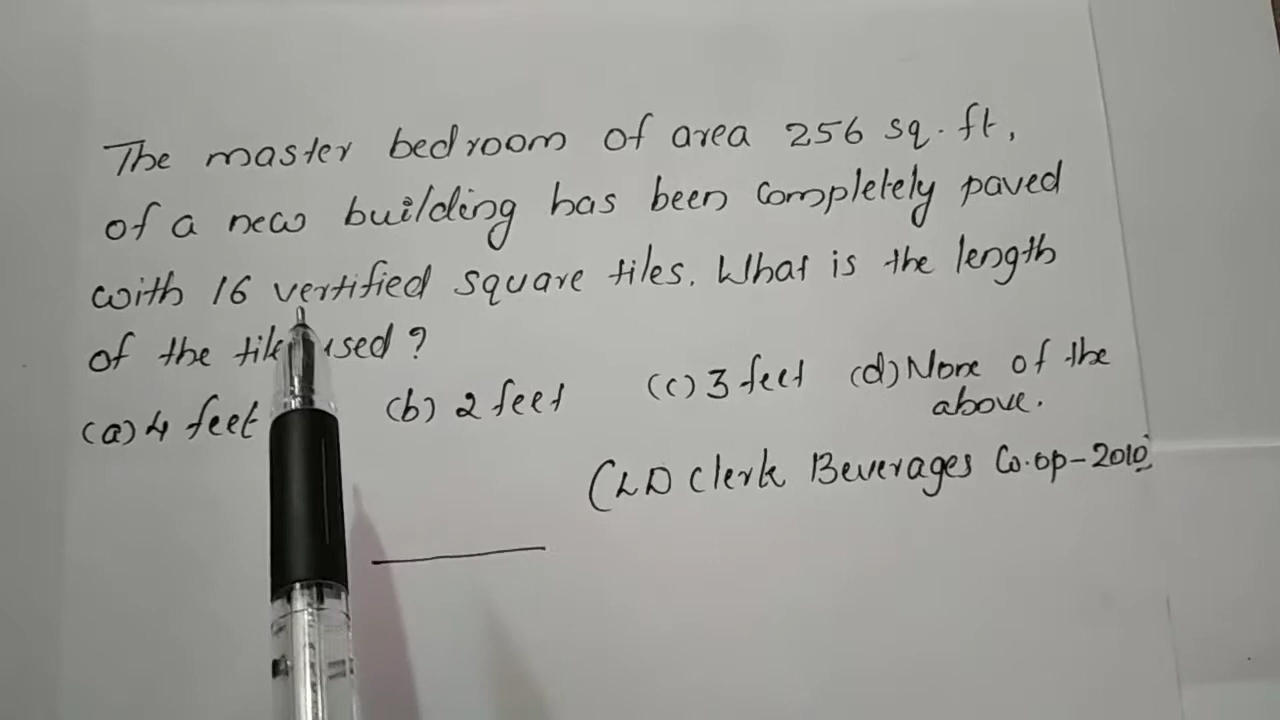 The master bedroom of area 256 sq. ft,
of a new building has been completely paved
with 16 vertified square tiles. What is the length
of the used?
(a) 4 feet (b) 2 feet (c) 3 feet (d) None of the
above.
(LD clerk Beverages Co.op-2010